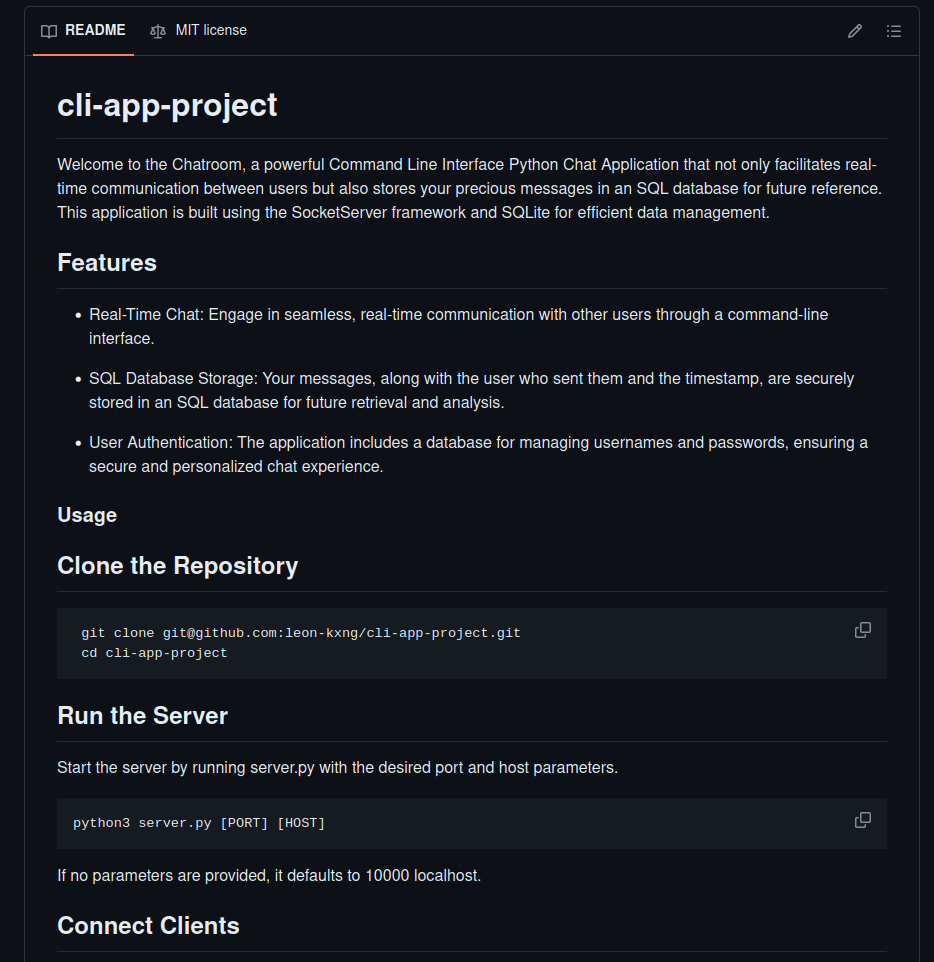 README
MIT license
cli-app-project
Welcome to the Chatroom, a powerful Command Line Interface Python Chat Application that not only facilitates real-
time communication between users but also stores your precious messages in an SQL database for future reference.
This application is built using the SocketServer framework and SQLite for efficient data management.
Features
• Real-Time Chat: Engage in seamless, real-time communication with other users through a command-line
interface.
• SQL Database Storage: Your messages, along with the user who sent them and the timestamp, are securely
stored in an SQL database for future retrieval and analysis.
• User Authentication: The application includes a database for managing usernames and passwords, ensuring a
secure and personalized chat experience.
Usage
Clone the Repository
git clone git@github.com:leon-kxng/cli-app-project.git
cd cli-app-project
Run the Server
Start the server by running server.py with the desired port and host parameters.
python3 server.py [PORT] [HOST]
If no parameters are provided, it defaults to 10000 localhost.
Connect Clients